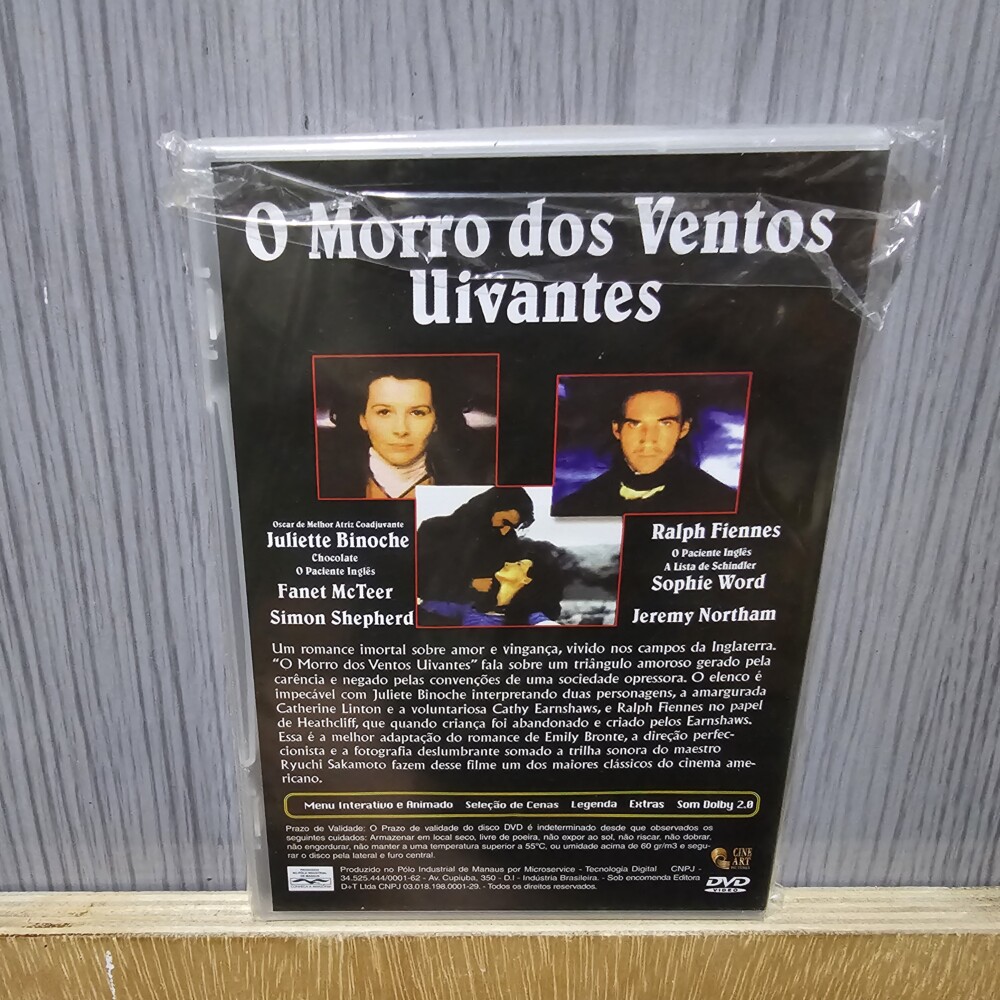 O Morro dos Ventos
Uivantes
Oscar de Melhor Atriz Coadjuvante
Juliette Binoche
Chocolate
O Paciente Inglês
Fanet McTeer
Simon Shepherd
Ralph Fiennes
O Paciente Inglês
A Lista de Schindler
Sophie Word
Jeremy Northam
Um romance imortal sobre amor e vingança, vivido nos campos da Inglaterra.
"O Morro dos Ventos Uivantes" fala sobre um triângulo amoroso gerado pela
carência e negado pelas convenções de uma sociedade opressora. O elenco é
impecável com Juliete Binoche interpretando duas personagens, a amargurada
Catherine Linton e a voluntariosa Cathy Earnshaws, e Ralph Fiennes no papel
de Heathcliff, que quando criança foi abandonado e criado pelos Earnshaws.
Essa é a melhor adaptação do romance de Emily Bronte, a direção perfec-
cionista e a fotografia deslumbrante somado a trilha sonora do maestro
Ryuchi Sakamoto fazem desse filme um dos maiores clássicos do cinema ame-
ricano.
Menu Interativo e Animado Seleção de Cenas Legenda Extras Som Dolby 2.0
Prazo de Validade: O Prazo de validade do disco DVD é indeterminado desde que observados os
seguintes cuidados: Armazenar em local seco, livre de poeira, não expor ao sol, não riscar, não dobrar,
não engordurar, não manter a uma temperatura superior a 55°C, ou umidade acima de 60 gr/m3 e segu-
rar o disco pela lateral e furo central.
CINE
ART
Produzido no Pólo Industrial de Manaus por Microservice - Tecnologia Digital CNPJ -
34.525.444/0001-62 - Av. Cupiuba, 350 - D.I - Indústria Brasileira. - Sob encomenda Editora
D+T Ltda CNPJ 03.018.198.0001-29. - Todos os direitos reservados.
DVD
VIDEO